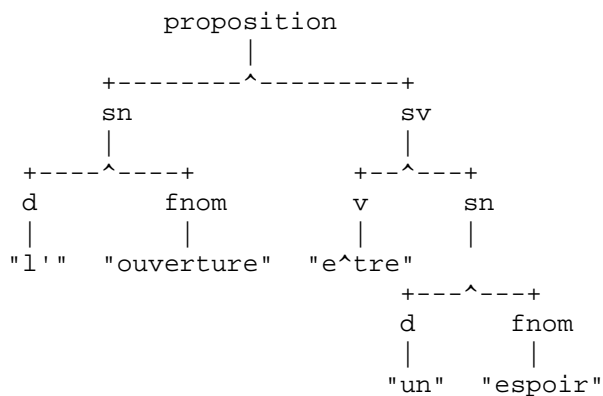 proposition
|
+--------^---------+
sn sv
| |
+----^----+ +--^---+
d fnom v sn
| | | |
"l'" "ouverture" "e^tre"
+---^---+
d fnom
| |
"un" "espoir"